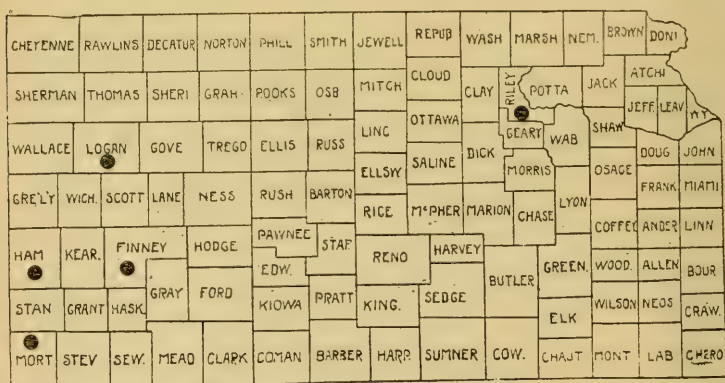 CHEYENNE RAWLINS DECATUR NORTON PHILL SMITH JEWELL REPUB WASH MARSH NEM. BROWN DONI
SHERMAN THOMAS SHERI GRAH. ROOKS OSB MITCH CLOUD CLAY RILEY POTTA JACK ATCHI
JEFF. LEAV WY
OTTAWA
WALLACE LOGAN GOVE TREGO ELLIS RUSS LINC GEARY WAB SHAW
SALINE DICK DOUG JOHN
ELLSW MORRIS OSAGE
GRE'LY WICH. SCOTT LANE NESS RUSH BARTON LYON FRANK MIAMI
RICE McPHER MARION CHASE
COFFEE ANDER LINN
HAM KEAR. FINNEY HODGE PAWNEE STAF. RENO HARVEY
EDW. BUTLER GREEN. WOOD. ALLEN BOUR
STAN GRANT HASK. GRAY FORD KIOWA PRATT KING. SEDGE WILSON NEOS
ELK CRAW.
MORT STEV SEW. MEAD CLARK COMAN BARBER HARP. SUMNER COW. CHAUT MONT LAB CHERO